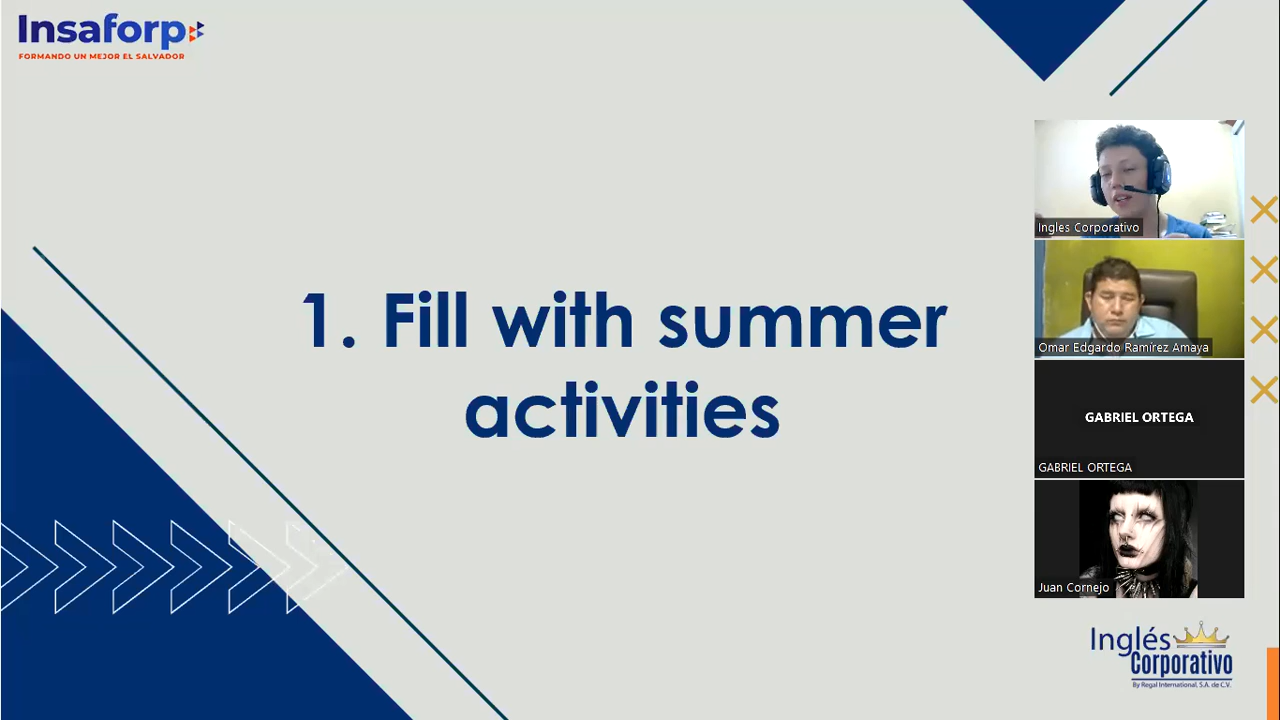 Insaforp
FORMANDO UN MEJOR EL SALVADOR
1. Fill with summer
activities
Ingles Corporativo
Omar Edgardo Ramírez Amaya
GABRIEL ORTEGA
GABRIEL ORTEGA
Juan Cornejo
Inglés
Corporativo
By Regal International, S.A. de C.V.